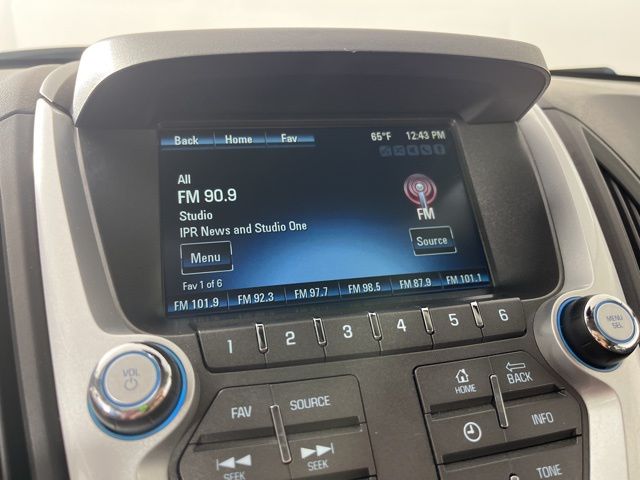 Back Home Fav 65°F 12:43 PM
All
FM 90.9
Studio
IPR News and Studio One
FM
Menu
Source
Fav 1 of 6
FM 101.9 FM 92.3 FM 97.7 FM 98.5 FM 87.9 FM 101.1
1 2 3 4 5 6
VOL
MENU
SEL
FAV SOURCE
HOME BACK
INFO
SEEK SEEK
TONE